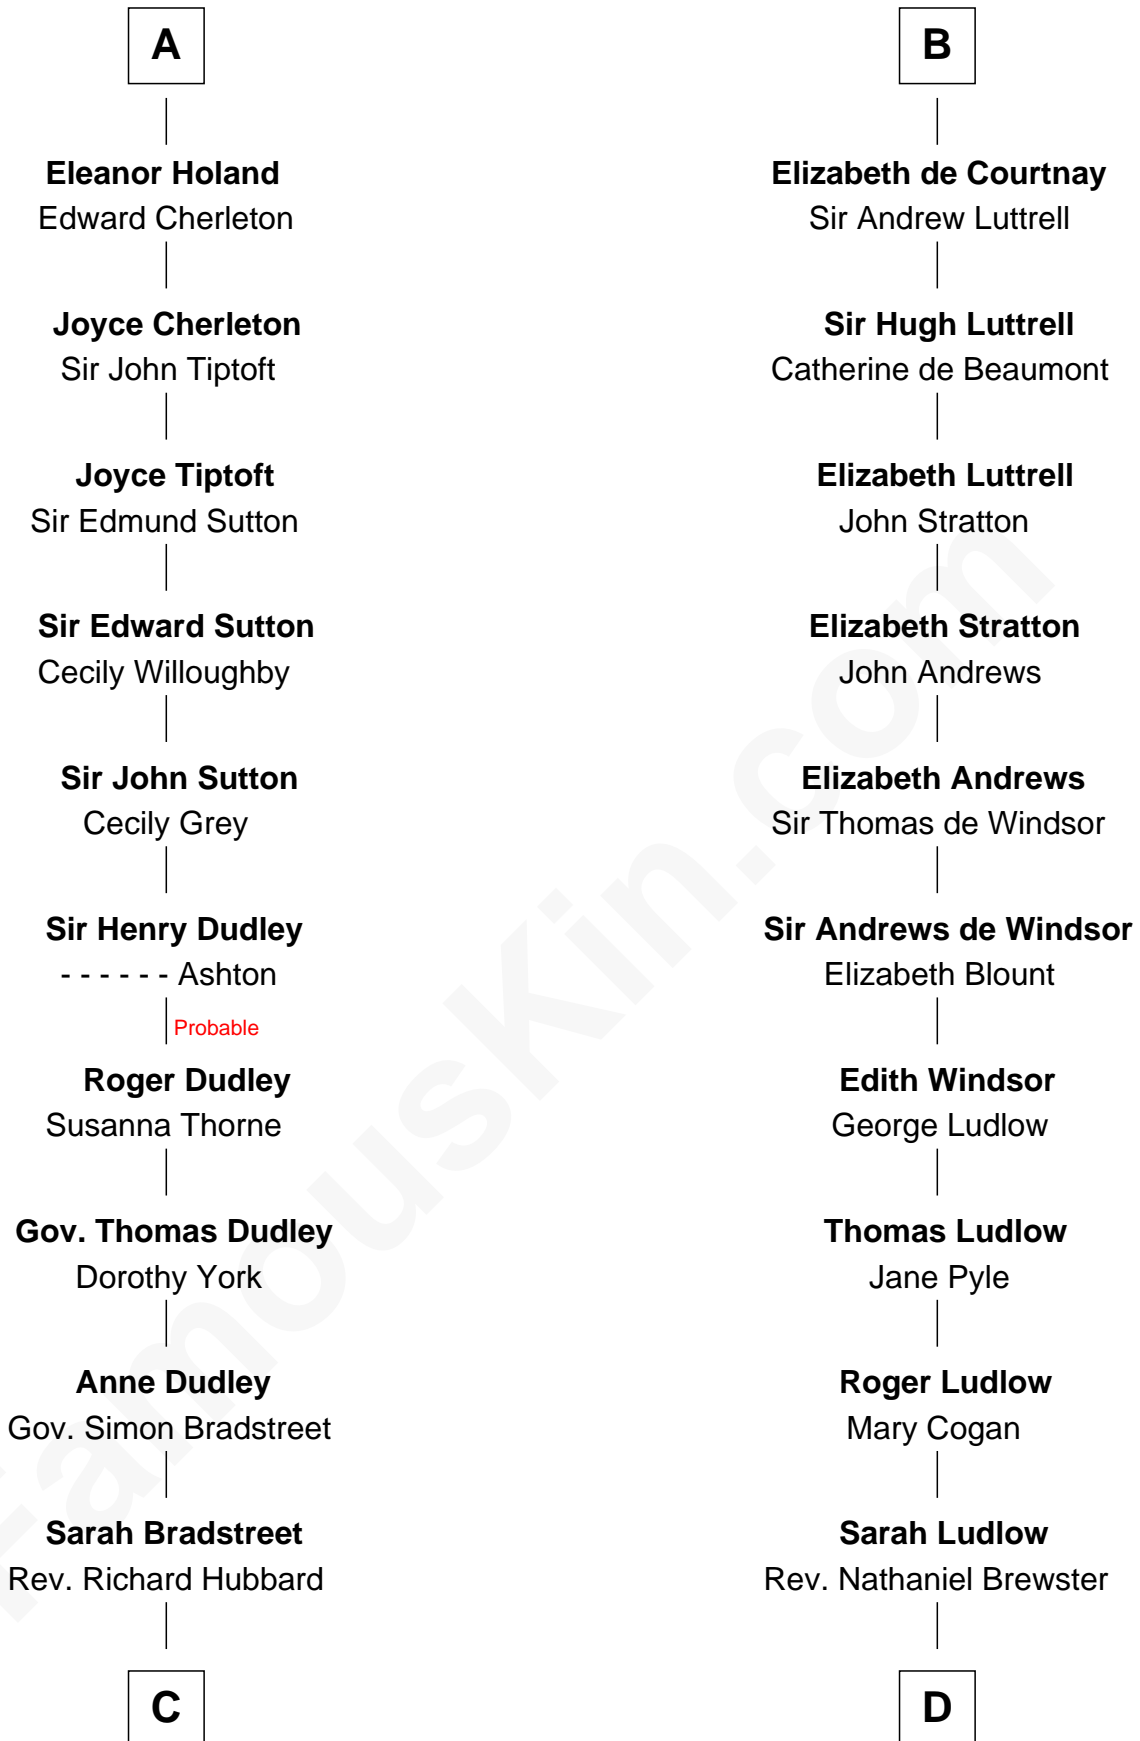 A
Eleanor Holand
Edward Cherleton
Joyce Cherleton
Sir John Tiptoft
Joyce Tiptoft
Sir Edmund Sutton
Sir Edward Sutton
Cecily Willoughby
Sir John Sutton
Cecily Grey
Sir Henry Dudley
- - - - - - Ashton
Probable
Roger Dudley
Susanna Thorne
Gov. Thomas Dudley
Dorothy York
Anne Dudley
Gov. Simon Bradstreet
Sarah Bradstreet
Rev. Richard Hubbard
C
B
Elizabeth de Courtnay
Sir Andrew Luttrell
Sir Hugh Luttrell
Catherine de Beaumont
Elizabeth Luttrell
John Stratton
Elizabeth Stratton
John Andrews
Elizabeth Andrews
Sir Thomas de Windsor
Sir Andrews de Windsor
Elizabeth Blount
Edith Windsor
George Ludlow
Thomas Ludlow
Jane Pyle
Roger Ludlow
Mary Cogan
Sarah Ludlow
Rev. Nathaniel Brewster
D
FamousKin.com